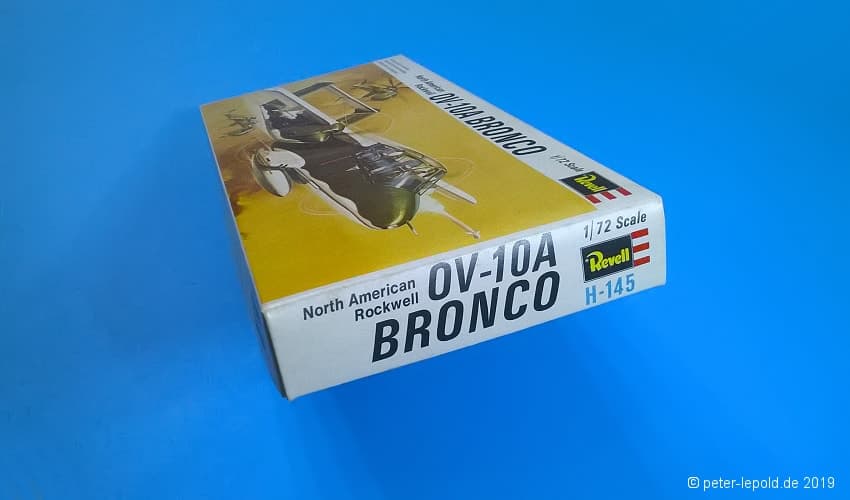 North American
Rockwell
OV-10A BRONCO
1/72 Scale
Revell
North American
Rockwell
OV-10A
BRONCO
1/72 Scale
Revell
H-145
© peter-lepold.de 2019